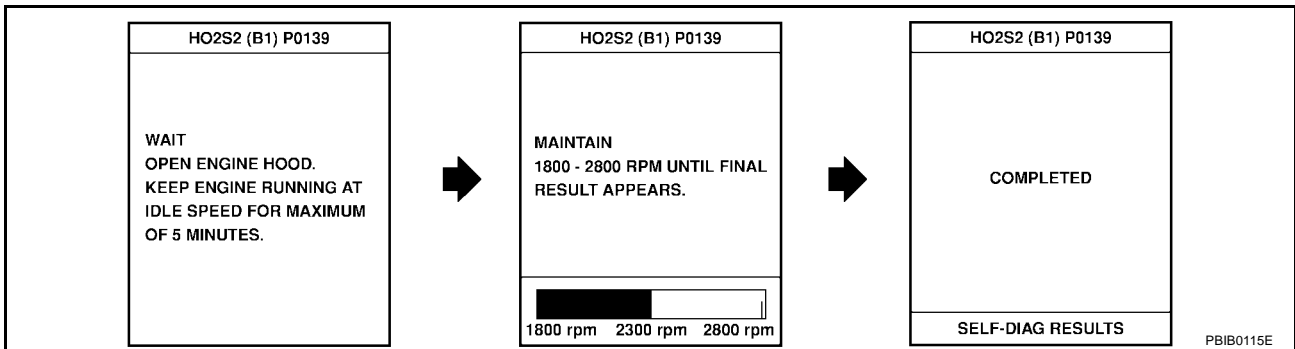 HO2S2 (B1) P0139
WAIT
OPEN ENGINE HOOD.
KEEP ENGINE RUNNING AT
IDLE SPEED FOR MAXIMUM
OF 5 MINUTES.
HO2S2 (B1) P0139
MAINTAIN
1800 - 2800 RPM UNTIL FINAL
RESULT APPEARS.
1800 rpm 2300 rpm 2800 rpm
HO2S2 (B1) P0139
COMPLETED
SELF-DIAG RESULTS
PBIB0115E